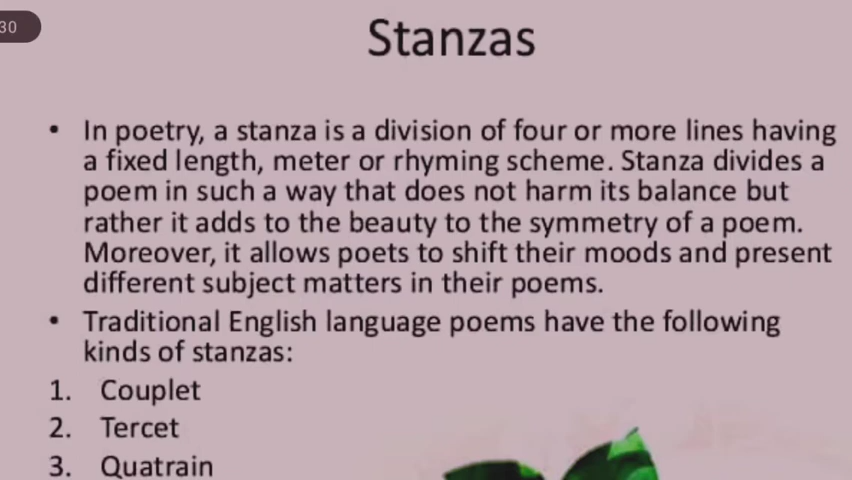 30
Stanzas
• In poetry, a stanza is a division of four or more lines having
a fixed length, meter or rhyming scheme. Stanza divides a
poem in such a way that does not harm its balance but
rather it adds to the beauty to the symmetry of a poem.
Moreover, it allows poets to shift their moods and present
different subject matters in their poems.
• Traditional English language poems have the following
kinds of stanzas:
1. Couplet
2. Tercet
3. Quatrain